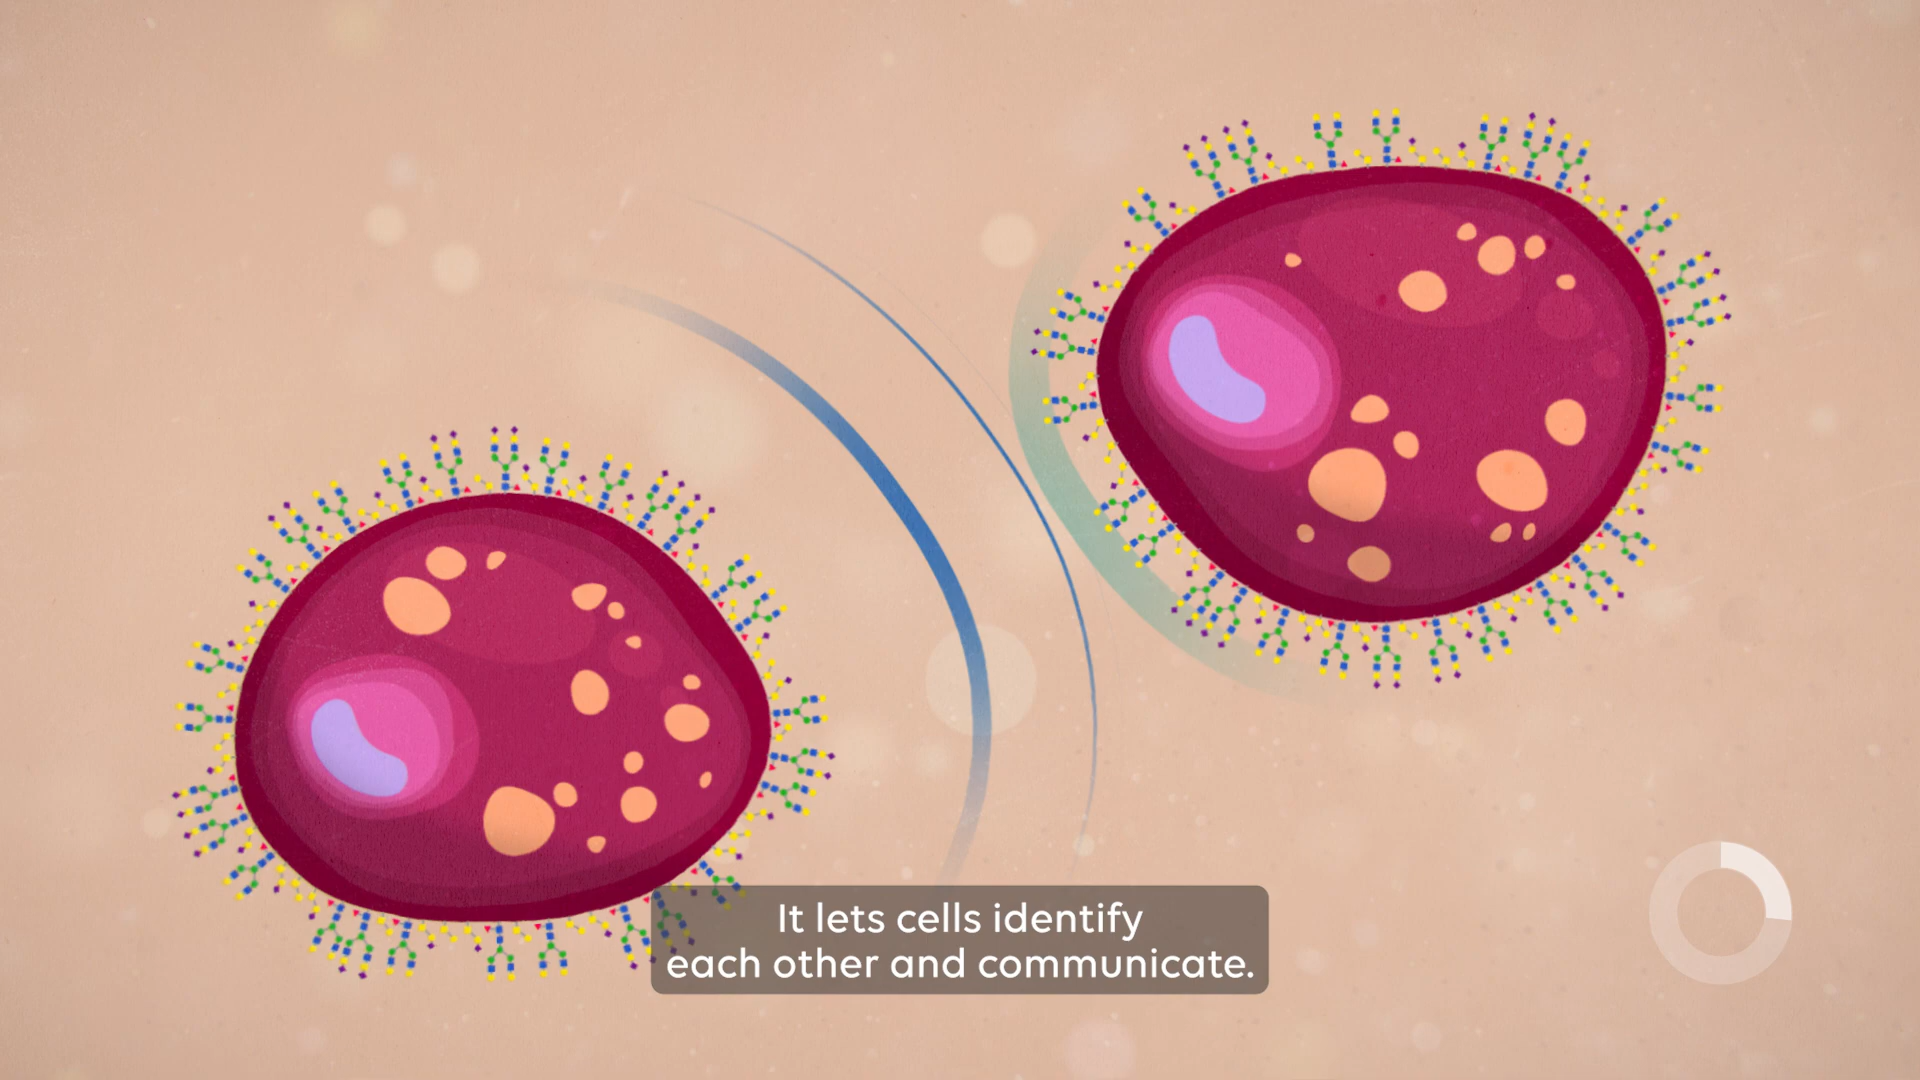 It lets cells identify
each other and communicate.